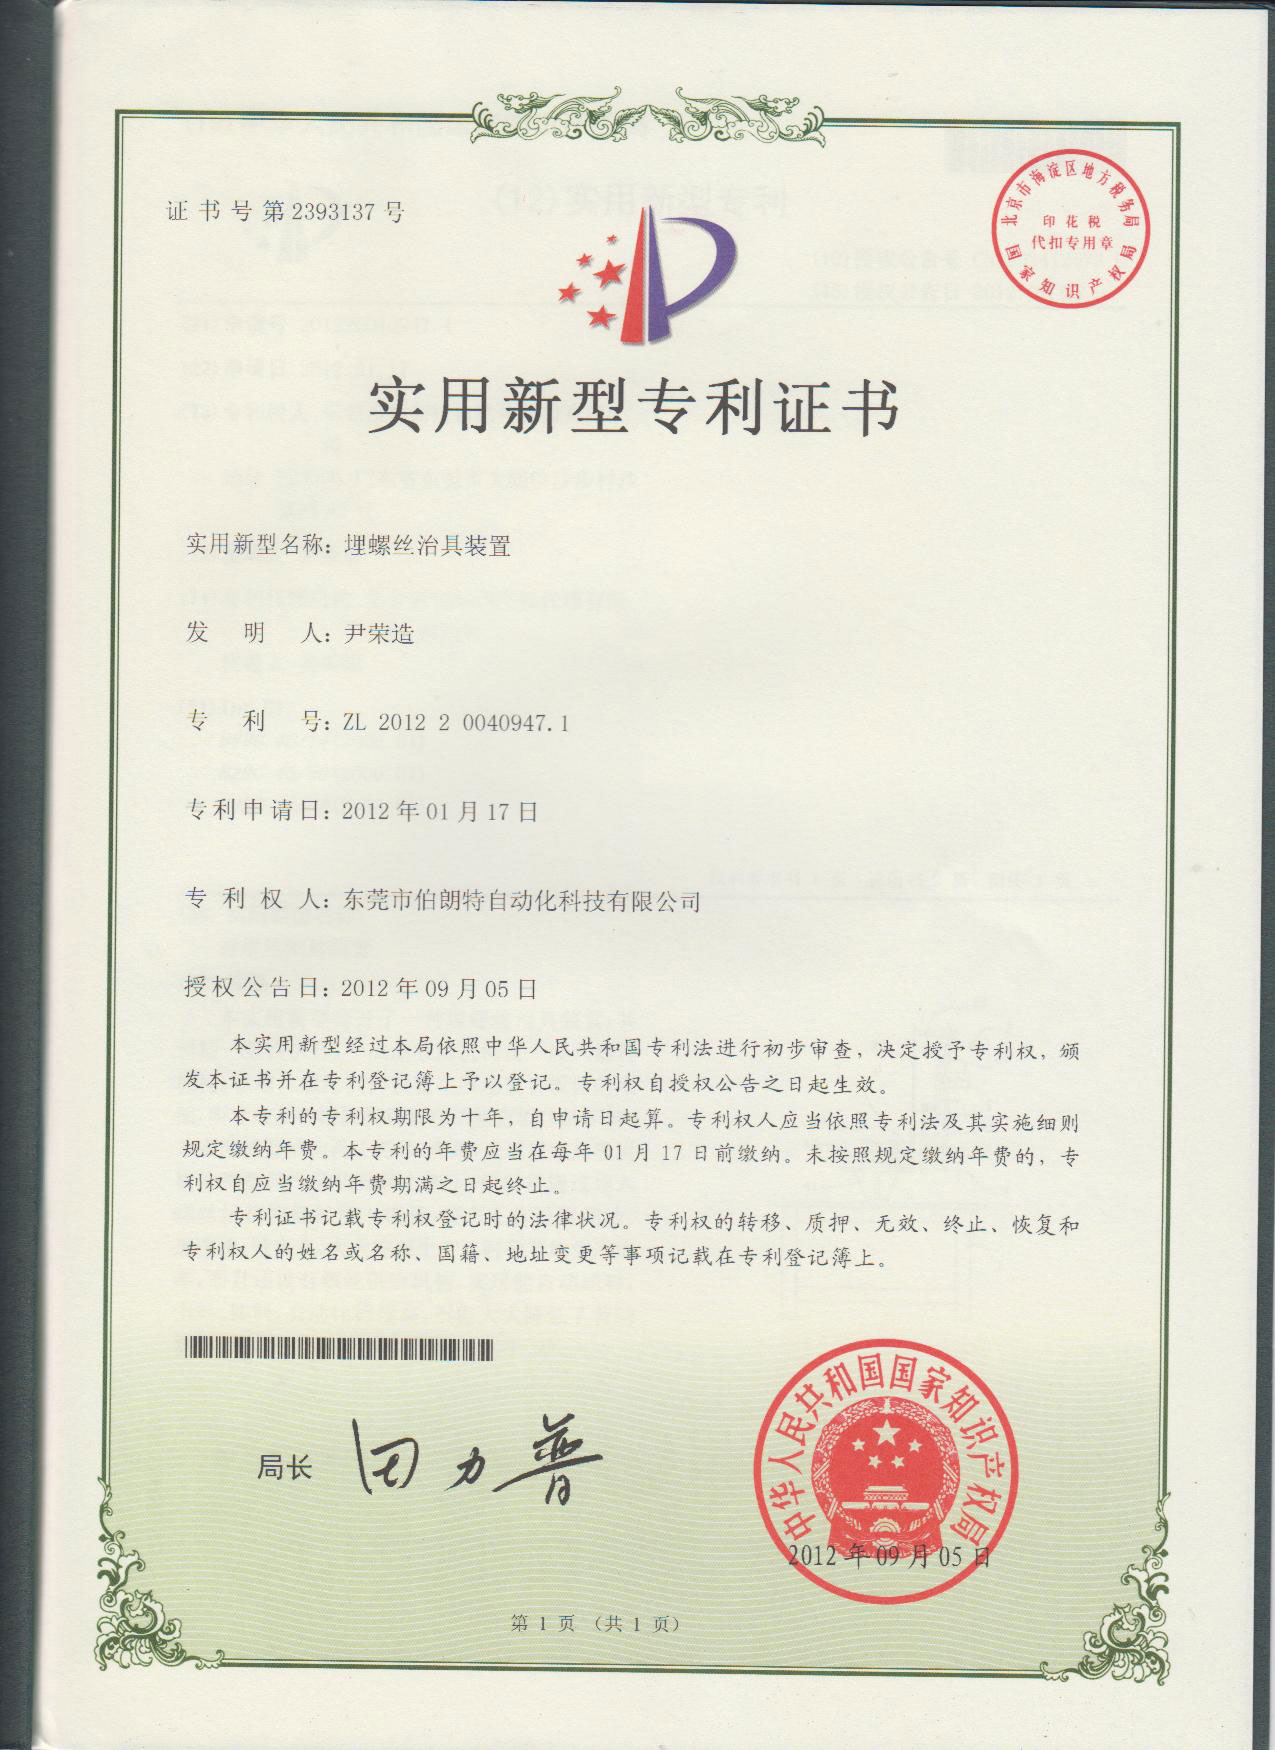 证书号第2393137号
北京市海淀区地方税务局
印花税
代扣专用章
国家知识产权局
实用新型专利证书
实用新型名称：埋螺丝治具装置
发明人：尹荣造
专利号：ZL 2012 2 0040947.1
专利申请日：2012年01月17日
专利权人：东莞市伯朗特自动化科技有限公司
授权公告日：2012年09月05日
本实用新型经过本局依照中华人民共和国专利法进行初步审查，决定授予专利权，颁
发本证书并在专利登记簿上予以登记。专利权自授权公告之日起生效。
本专利的专利权期限为十年，自申请日起算。专利权人应当依照专利法及其实施细则
规定缴纳年费。本专利的年费应当在每年01月17日前缴纳。未按照规定缴纳年费的，专
利权自应当缴纳年费期满之日起终止。
专利证书记载专利权登记时的法律状况。专利权的转移、质押、无效、终止、恢复和
专利权人的姓名或名称、国籍、地址变更等事项记载在专利登记簿上。
局长 田力普
中华人民共和国国家知识产权局
2012年09月05日
第 1 页 （共 1 页）